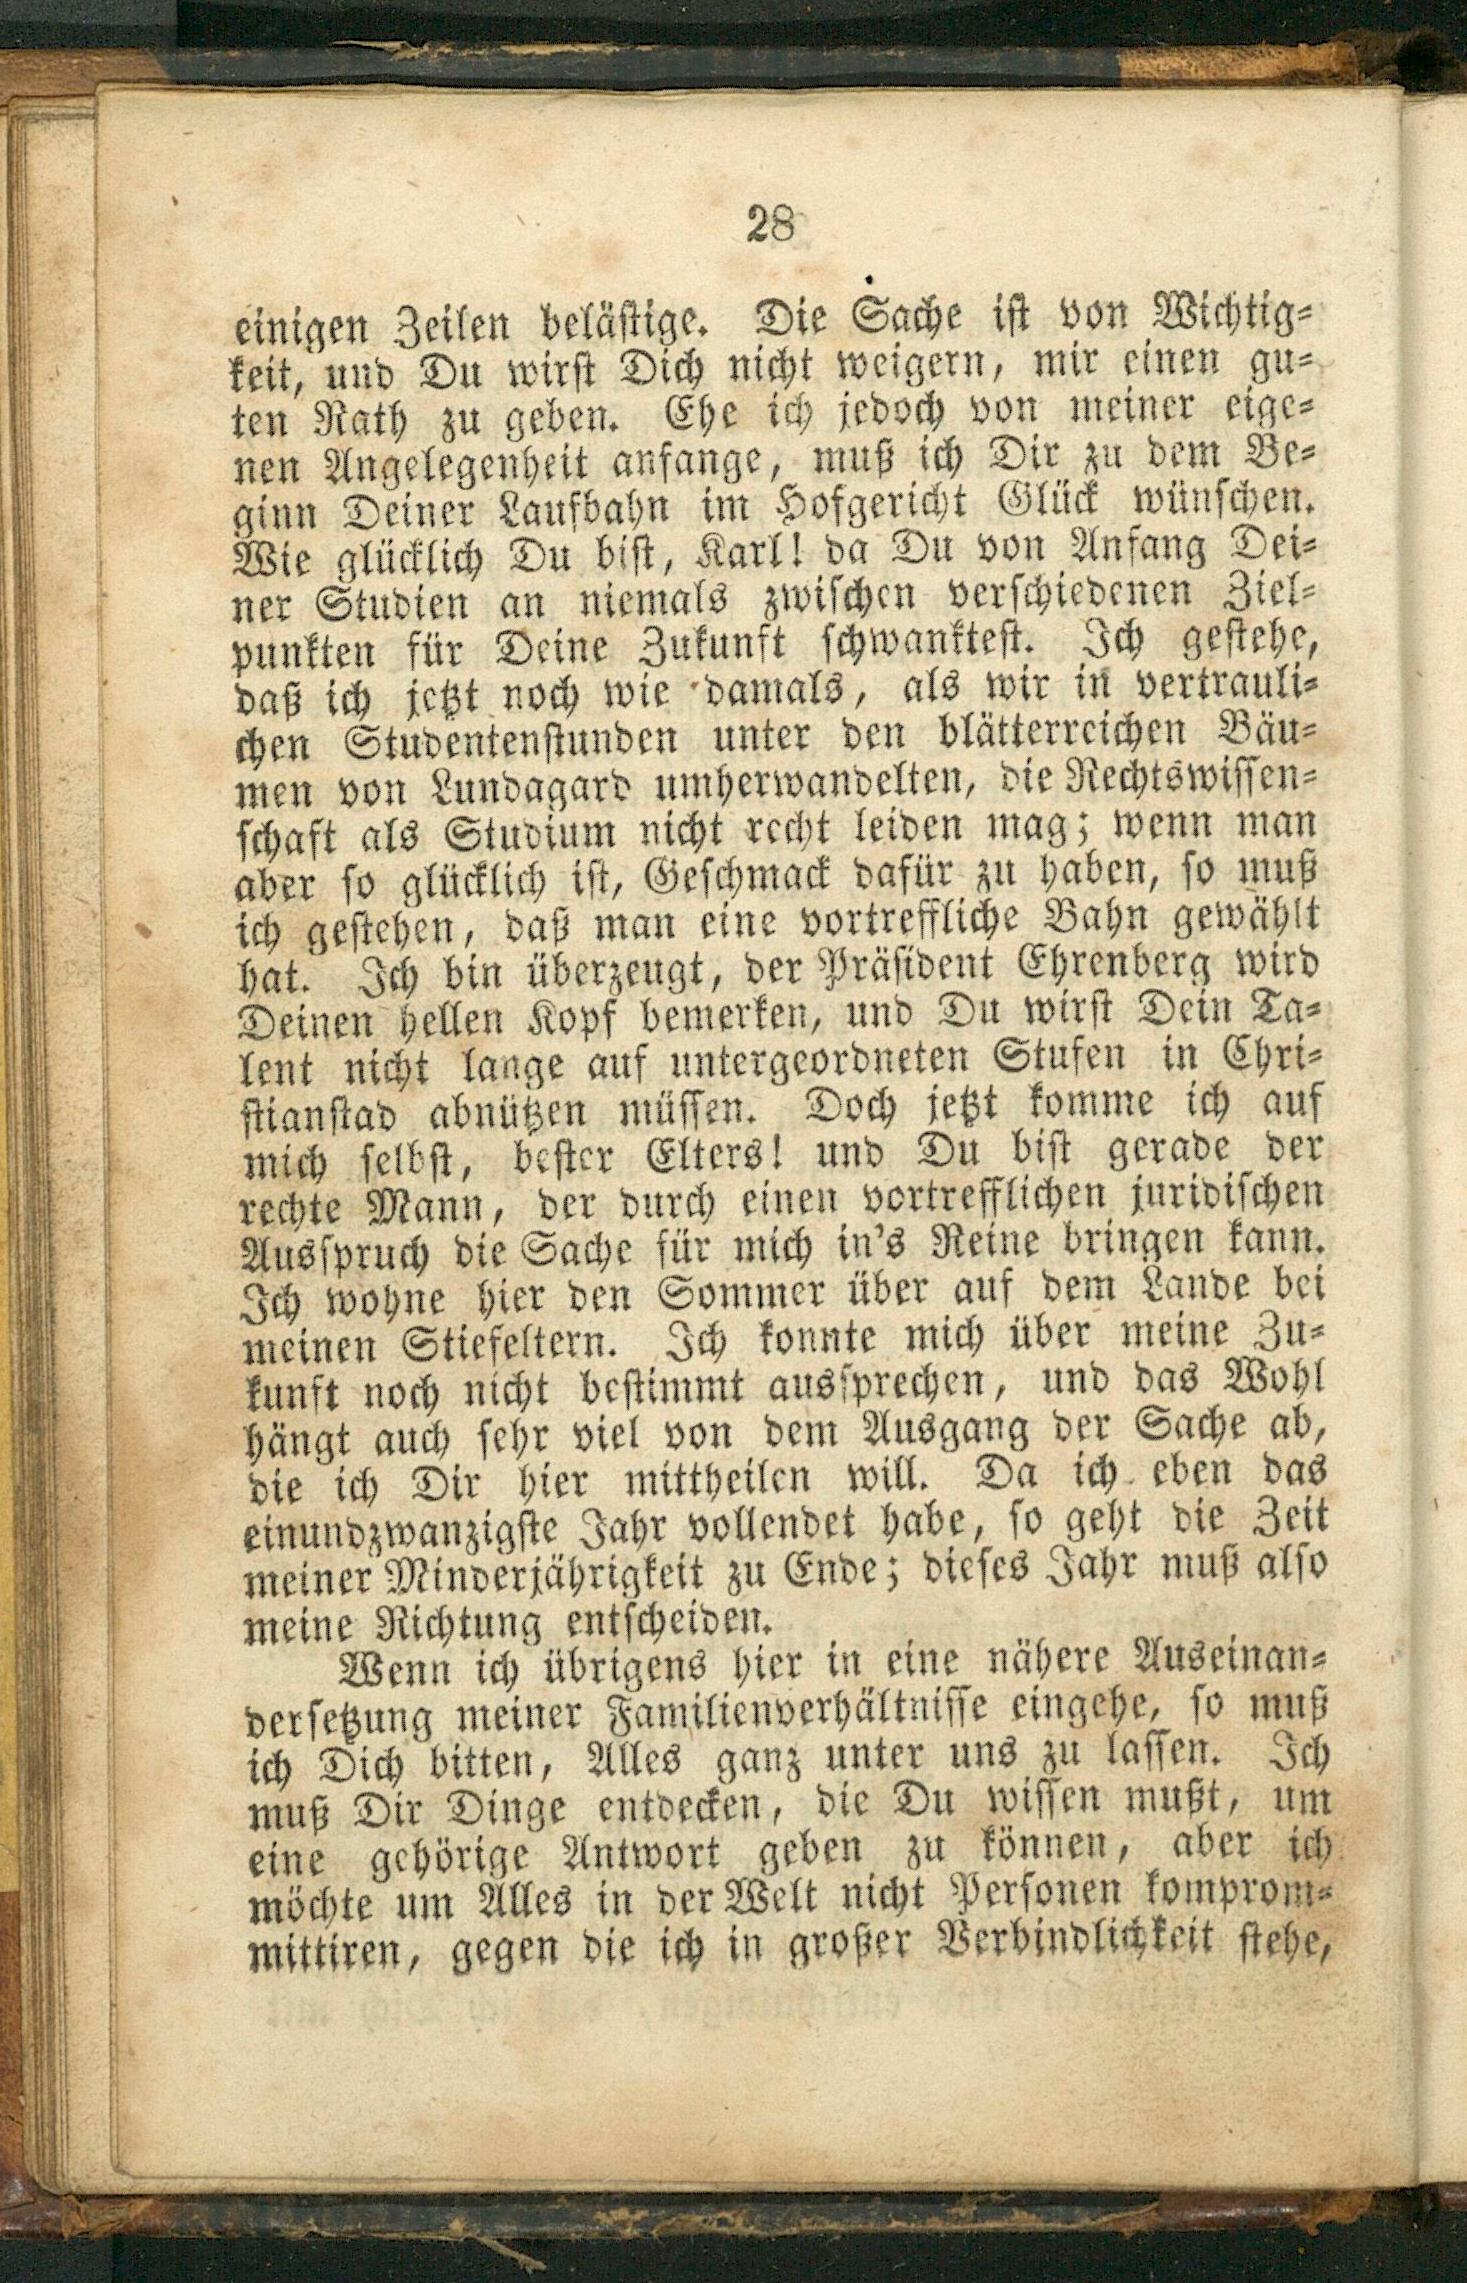 28
einigen Zeilen belästige. Die Sache ist von Wichtig-
keit, und Du wirst Dich nicht weigern, mir einen gu-
ten Rath zu geben. Ehe ich jedoch von meiner eige-
nen Angelegenheit anfange, muß ich Dir zu dem Be-
ginn Deiner Laufbahn im Hofgericht Glück wünschen.
Wie glücklich Du bist, Karl! da Du von Anfang Dei-
ner Studien an niemals zwischen verschiedenen Ziel-
punkten für Deine Zukunft schwanktest. Ich gestehe,
daß ich jetzt noch wie damals, als wir in vertrauli-
chen Studentenstunden unter den blätterreichen Bäu-
men von Lundagard umherwandelten, die Rechtswissen-
schaft als Studium nicht recht leiden mag; wenn man
aber so glücklich ist, Geschmack dafür zu haben, so muß
ich gestehen, daß man eine vortreffliche Bahn gewählt
hat. Ich bin überzeugt, der Präsident Ehrenberg wird
Deinen hellen Kopf bemerken, und Du wirst Dein Ta-
lent nicht lange auf untergeordneten Stufen in Chri-
stianstad abnützen müssen. Doch jetzt komme ich auf
mich selbst, bester Elters! und Du bist gerade der
rechte Mann, der durch einen vortrefflichen juridischen
Ausspruch die Sache für mich in's Reine bringen kann.
Ich wohne hier den Sommer über auf dem Lande bei
meinen Stiefeltern. Ich konnte mich über meine Zu-
kunft noch nicht bestimmt aussprechen, und das Wohl
hängt auch sehr viel von dem Ausgang der Sache ab,
die ich Dir hier mittheilen will. Da ich eben das
einundzwanzigste Jahr vollendet habe, so geht die Zeit
meiner Minderjährigkeit zu Ende; dieses Jahr muß also
meine Richtung entscheiden.
Wenn ich übrigens hier in eine nähere Auseinan-
dersetzung meiner Familienverhältnisse eingehe, so muß
ich Dich bitten, Alles ganz unter uns zu lassen. Ich
muß Dir Dinge entdecken, die Du wissen mußt, um
eine gehörige Antwort geben zu können, aber ich
möchte um Alles in der Welt nicht Personen komprom-
mittiren, gegen die ich in großer Verbindlichkeit stehe,